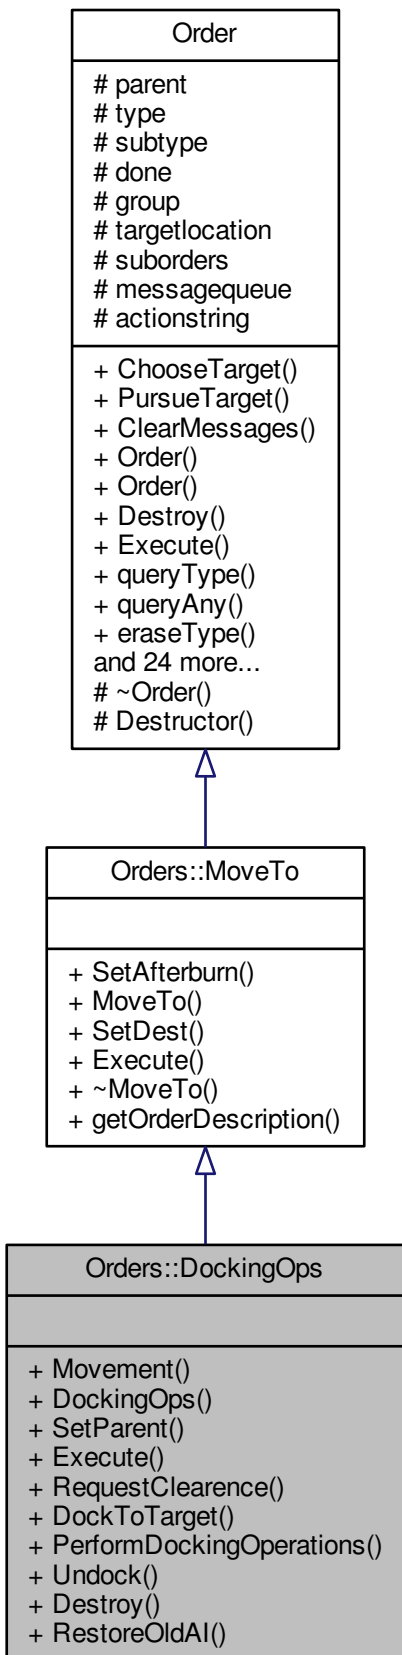 Order
# parent
# type
# subtype
# done
# group
# targetlocation
# suborders
# messagequeue
# actionstring
+ ChooseTarget()
+ PursueTarget()
+ ClearMessages()
+ Order()
+ Order()
+ Destroy()
+ Execute()
+ queryType()
+ queryAny()
+ eraseType()
and 24 more...
# ~Order()
# Destructor()
Orders::MoveTo
+ SetAfterburn()
+ MoveTo()
+ SetDest()
+ Execute()
+ ~MoveTo()
+ getOrderDescription()
Orders::DockingOps
+ Movement()
+ DockingOps()
+ SetParent()
+ Execute()
+ RequestClearence()
+ DockToTarget()
+ PerformDockingOperations()
+ Undock()
+ Destroy()
+ RestoreOldAI()